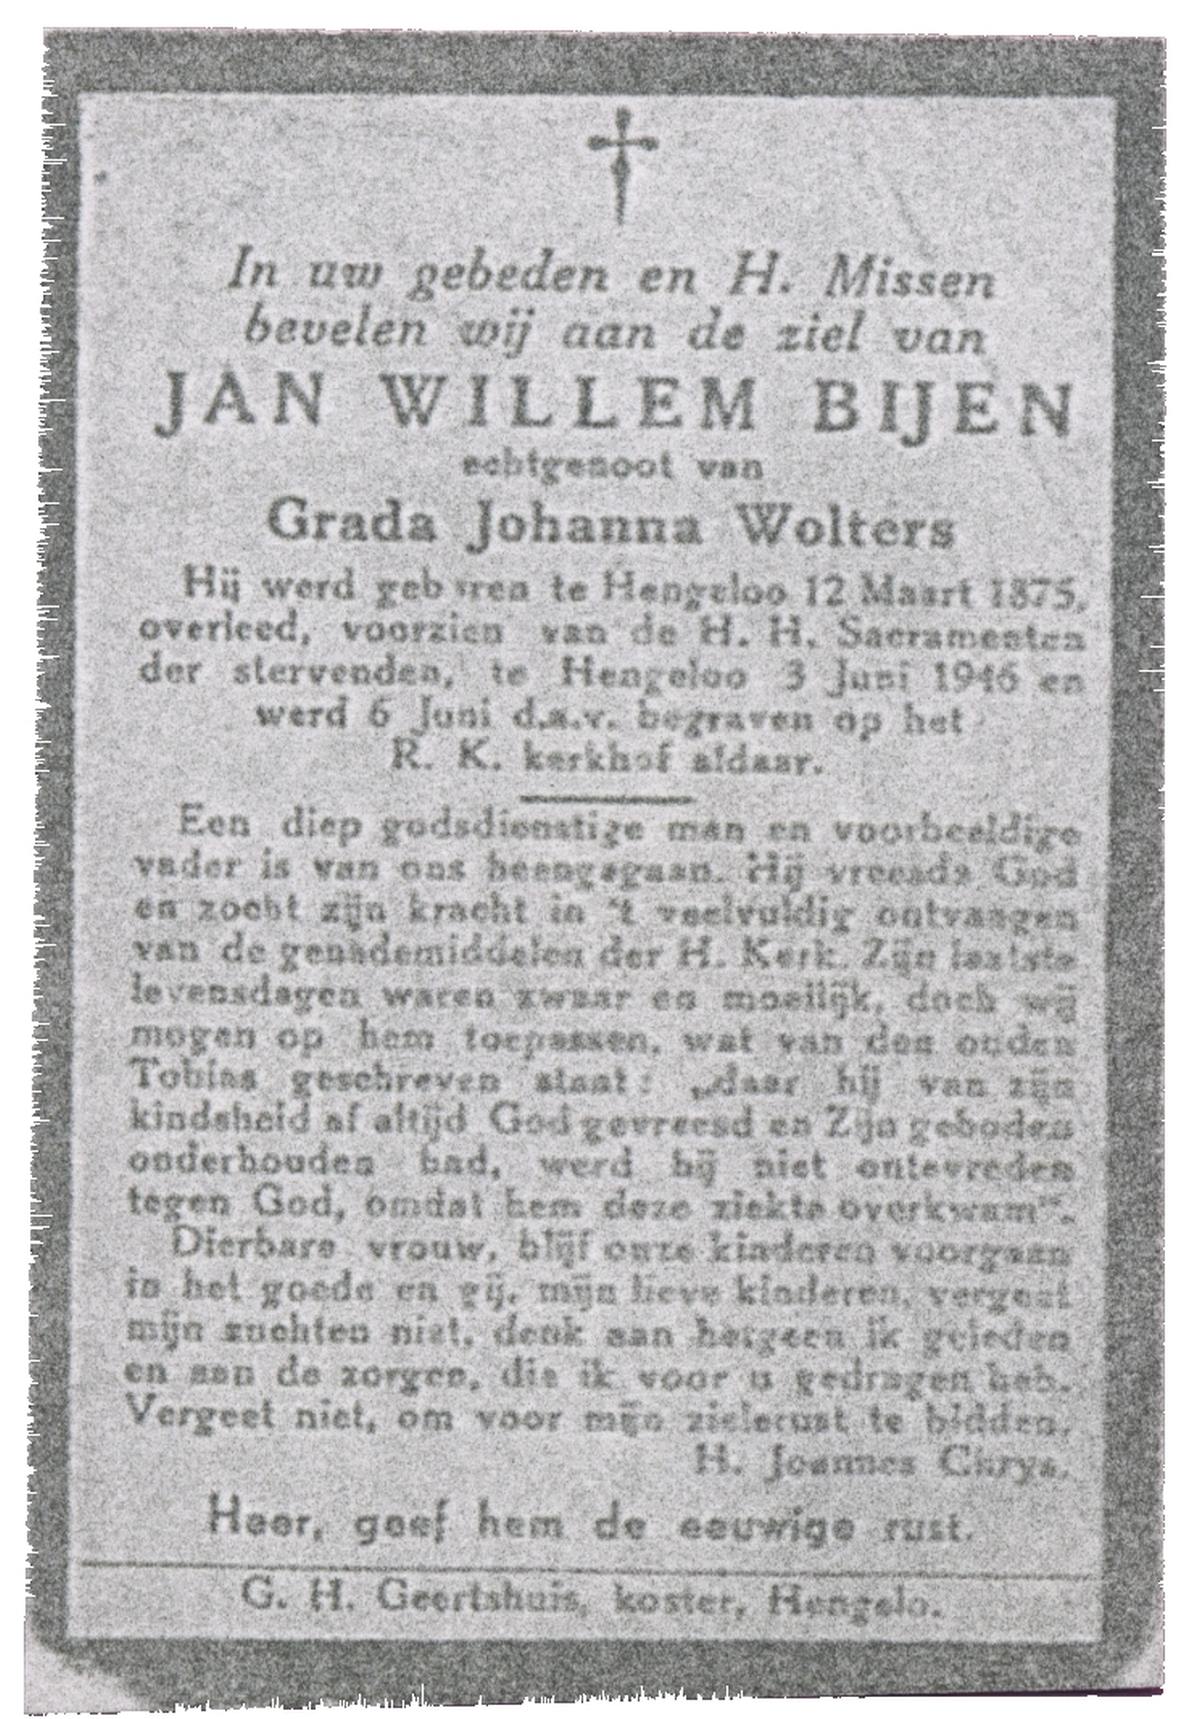 In uw gebeden en H. Missen
bevelen wij aan de ziel van
JAN WILLEM BIJEN
echtgenoot van
Grada Johanna Wolters
Hij werd geboren te Hengeloo 12 Maart 1875,
overleed, voorzien van de H. H. Sacramenten
der stervenden, te Hengeloo 3 Juni 1946 en
werd 6 Juni d.a.v. begraven op het
R. K. kerkhof aldaar.
Een diep godsdienstige man en voorbeeldige
vader is van ons heengegaan. Hij vreesde God
en zocht zijn kracht in 't veelvuldig ontvangen
van de genademiddelen der H. Kerk. Zijn laatste
levensdagen waren zwaar en moeilijk, doch wij
mogen op hem toepassen, wat van den ouden
Tobias geschreven staat: „daar hij van zijn
kindsheid af altijd God gevreesd en Zijn geboden
onderhouden had, werd hij niet ontevreden
tegen God, omdat hem deze ziekte overkwam".
Dierbare vrouw, blijf onze kinderen voorgaan
in het goede en gij, mijn lieve kinderen, vergeet
mijn zuchten niet, denk aan hetgeen ik geleden
en aan de zorgen, die ik voor u gedragen heb.
Vergeet niet, om voor mijn zielerust te bidden.
H. Joannes Chrys.
Heer, geef hem de eeuwige rust.
G. H. Geertshuis, koster, Hengelo.